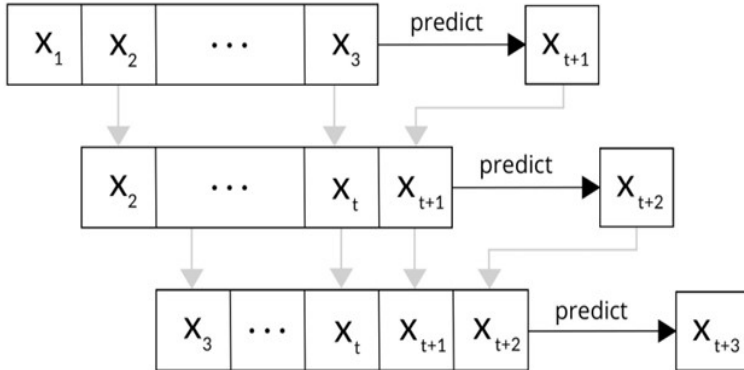 X1 X2 ... X3 predict Xt+1
X2 ... Xt Xt+1 predict Xt+2
X3 ... Xt Xt+1 Xt+2 predict Xt+3